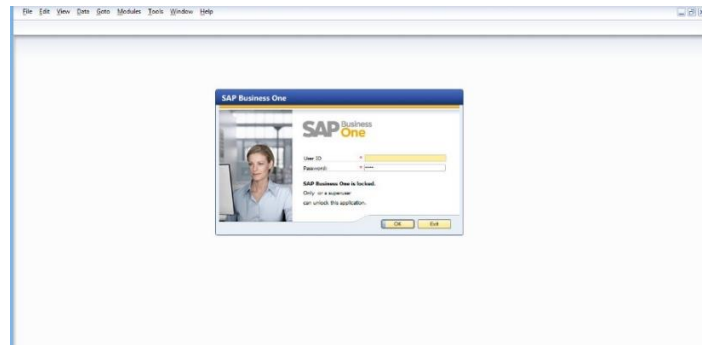 File Edit View Data Goto Modules Tools Window Help
SAP Business One
SAP Business One
User ID *
Password: * ••••
SAP Business One is locked.
Only or a superuser
can unlock this application.
OK Exit